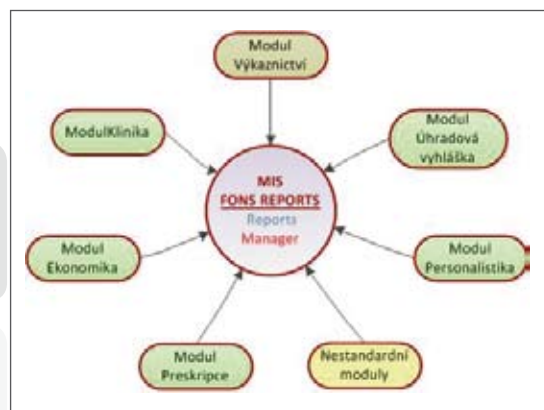 Modul
Výkaznictví
ModulKlinika
Modul
Úhradová
vyhláška
MIS
FONS REPORTS
Reports
Manager
Modul
Ekonomika
Modul
Personalistika
Modul
Preskripce
Nestandardní
moduly